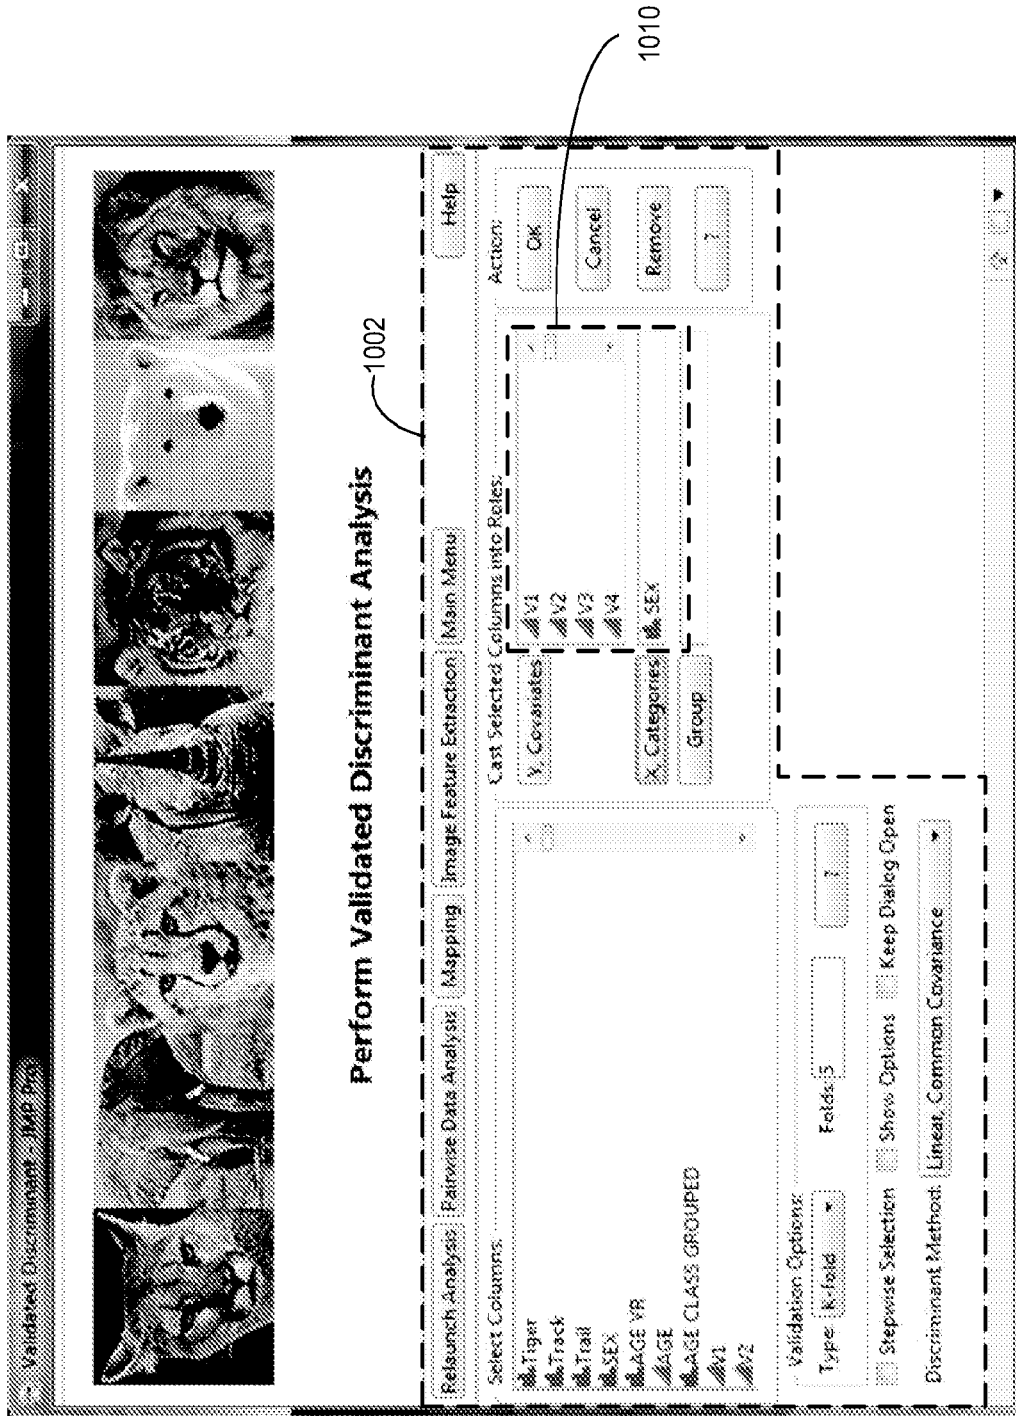 Validated Discriminant - JMP Pro
Perform Validated Discriminant Analysis
1002
1010
Relaunch Analysis
Pairwise Data Analysis
Mapping
Image Feature Extraction
Main Menu
Help
Select Columns:
Tiger
Track
Trail
SEX
AGE YR
AGE
AGE CLASS GROUPED
V1
V2
Cast Selected Columns into Roles:
Y, Covariates
V1
V2
V3
V4
X, Categories
SEX
Group
Action:
OK
Cancel
Remove
?
Validation Options:
Type: K-fold
Folds: 5
?
Stepwise Selection
Show Options
Keep Dialog Open
Discriminant Method: Linear, Common Covariance